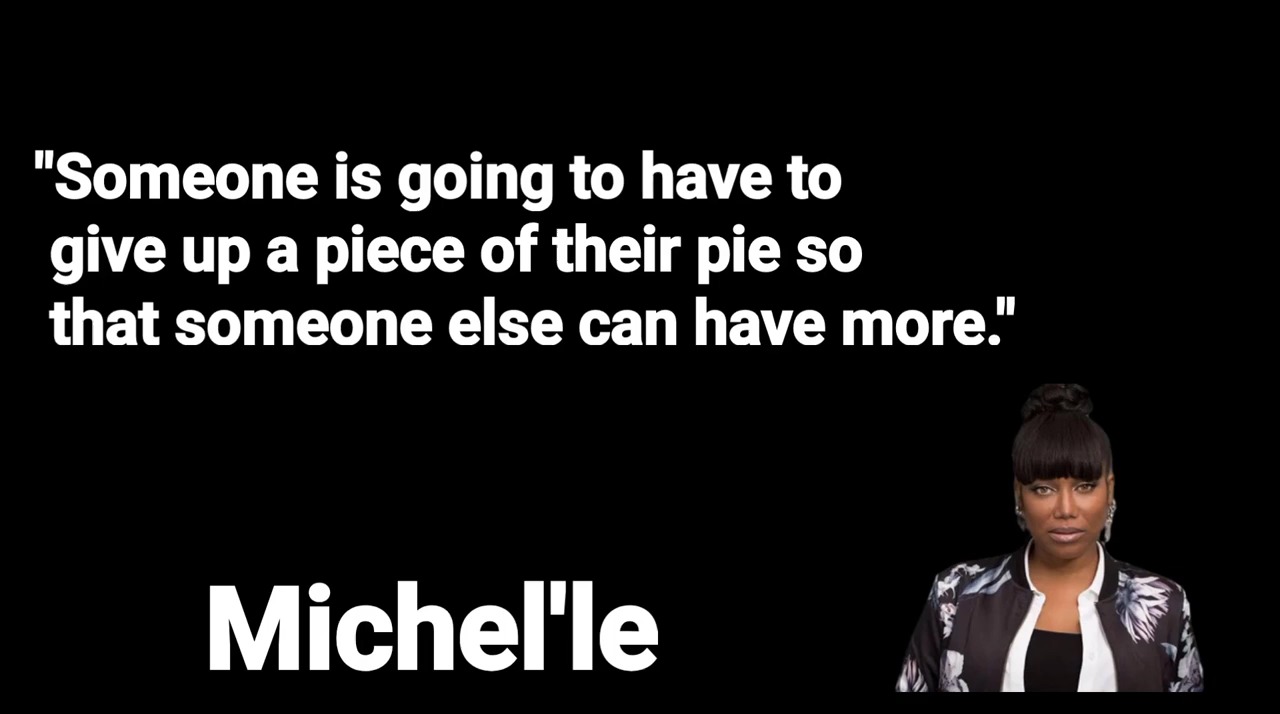 "Someone is going to have to
give up a piece of their pie so
that someone else can have more."
Michel'le